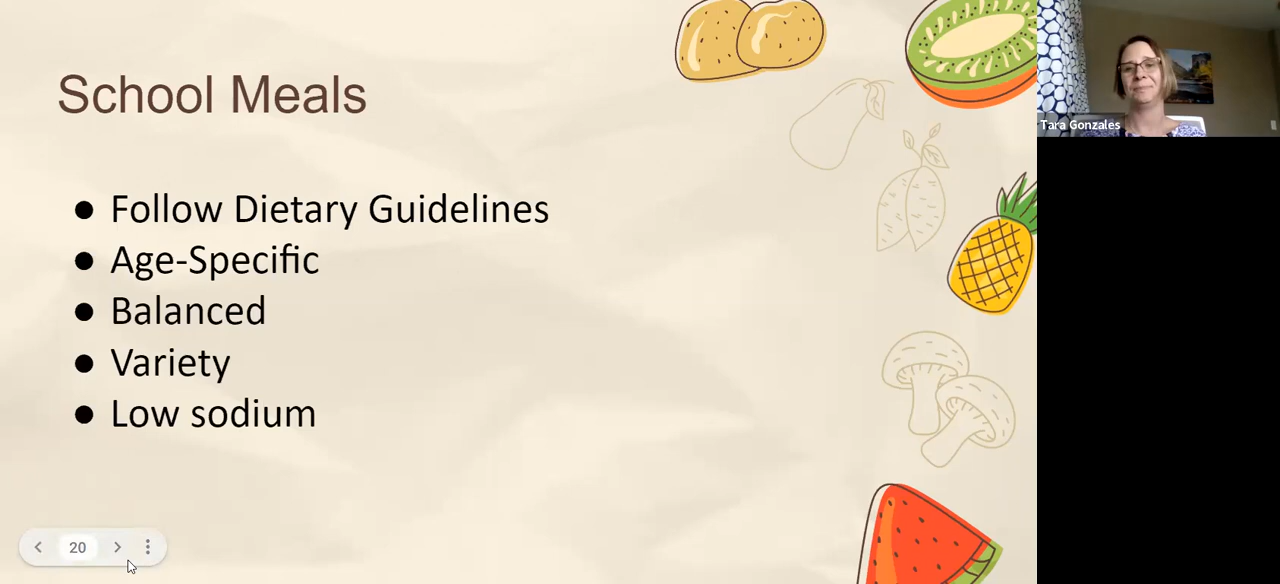 School Meals
● Follow Dietary Guidelines
● Age-Specific
● Balanced
● Variety
● Low sodium
20
Tara Gonzales